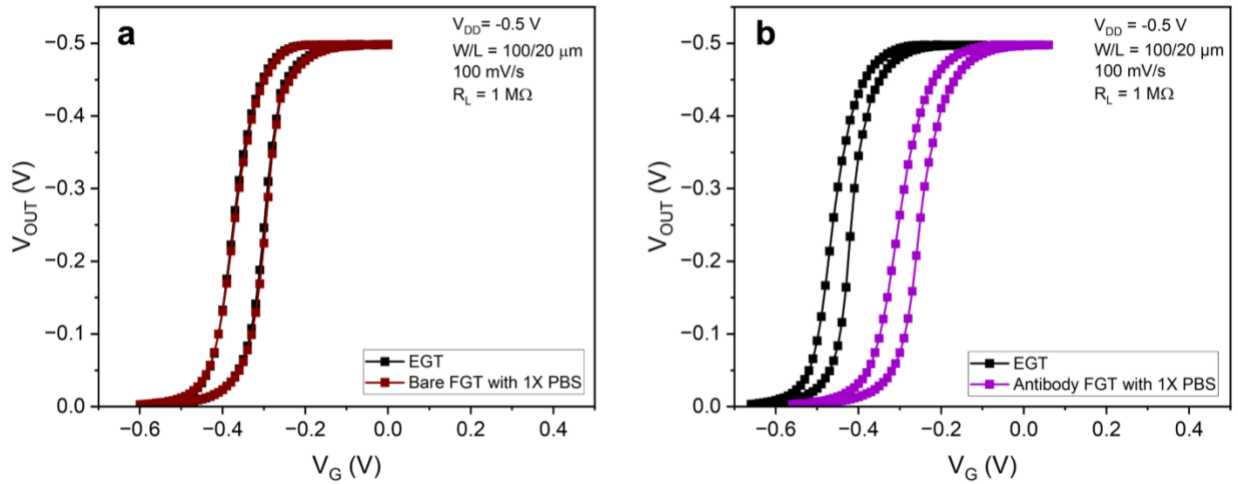 a
V_DD= -0.5 V
W/L = 100/20 μm
100 mV/s
R_L = 1 MΩ
−0.5
−0.4
−0.3
−0.2
−0.1
0.0
V_OUT (V)
EGT
Bare FGT with 1X PBS
−0.6
−0.4
−0.2
0.0
0.2
0.4
V_G (V)
b
V_DD = -0.5 V
W/L = 100/20 μm
100 mV/s
R_L = 1 MΩ
−0.5
−0.4
−0.3
−0.2
−0.1
0.0
V_OUT (V)
EGT
Antibody FGT with 1X PBS
−0.6
−0.4
−0.2
0.0
0.2
0.4
V_G (V)